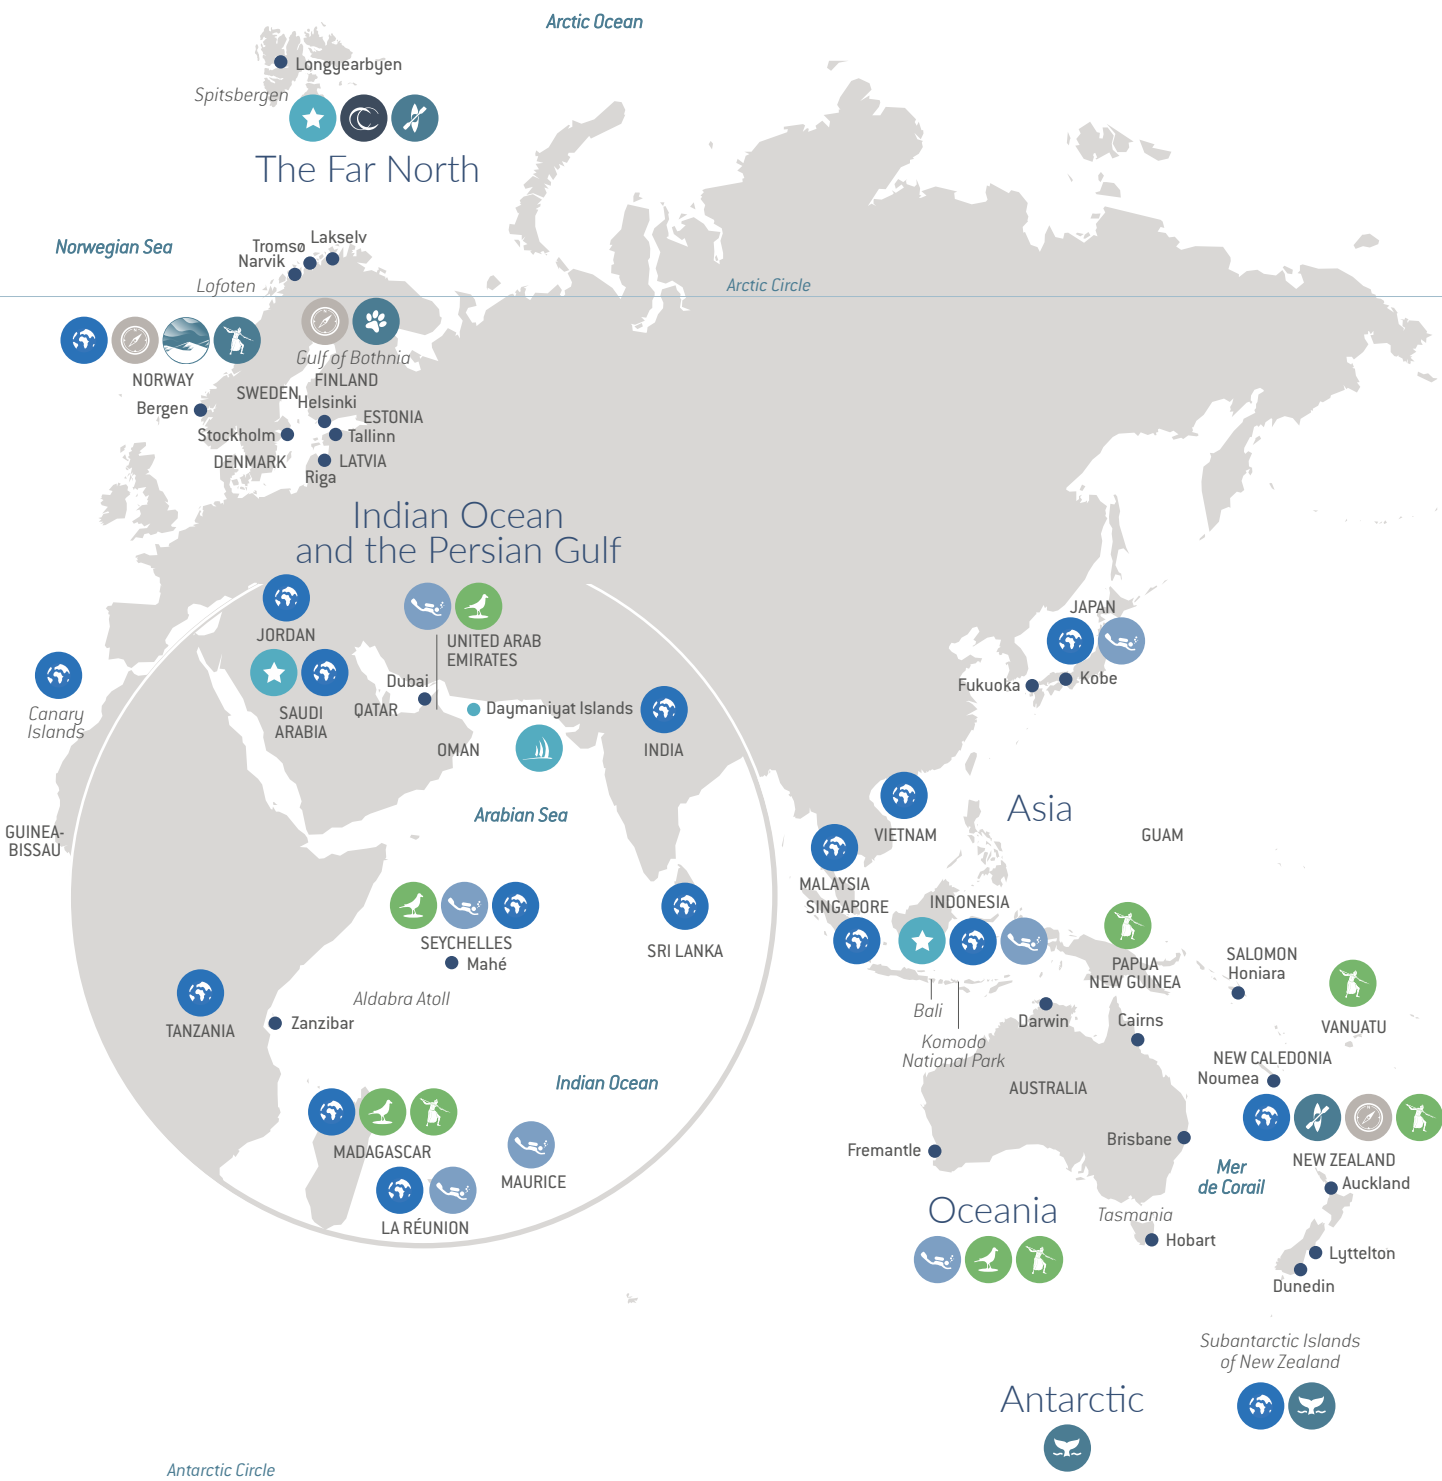 Arctic Ocean
Longyearbyen
Spitsbergen
The Far North
Norwegian Sea
Lakselv
Tromsø
Narvik
Lofoten
Arctic Circle
Gulf of Bothnia
NORWAY
FINLAND
SWEDEN
Helsinki
Bergen
ESTONIA
Stockholm
Tallinn
DENMARK
LATVIA
Riga
Indian Ocean
and the Persian Gulf
JORDAN
UNITED ARAB
EMIRATES
JAPAN
Dubai
Fukuoka
Kobe
Canary
Islands
QATAR
SAUDI
ARABIA
Daymaniyat Islands
OMAN
INDIA
Arabian Sea
Asia
GUINEA-
BISSAU
VIETNAM
GUAM
MALAYSIA
SINGAPORE
INDONESIA
SEYCHELLES
Mahé
SRI LANKA
PAPUA
NEW GUINEA
SALOMON
Honiara
Aldabra Atoll
Bali
TANZANIA
Zanzibar
Darwin
Cairns
VANUATU
Komodo
National Park
NEW CALEDONIA
Noumea
Indian Ocean
AUSTRALIA
MADAGASCAR
Fremantle
Brisbane
MAURICE
Mer
de Corail
NEW ZEALAND
Auckland
LA RÉUNION
Oceania
Tasmania
Hobart
Lyttelton
Dunedin
Subantarctic Islands
of New Zealand
Antarctic
Antarctic Circle